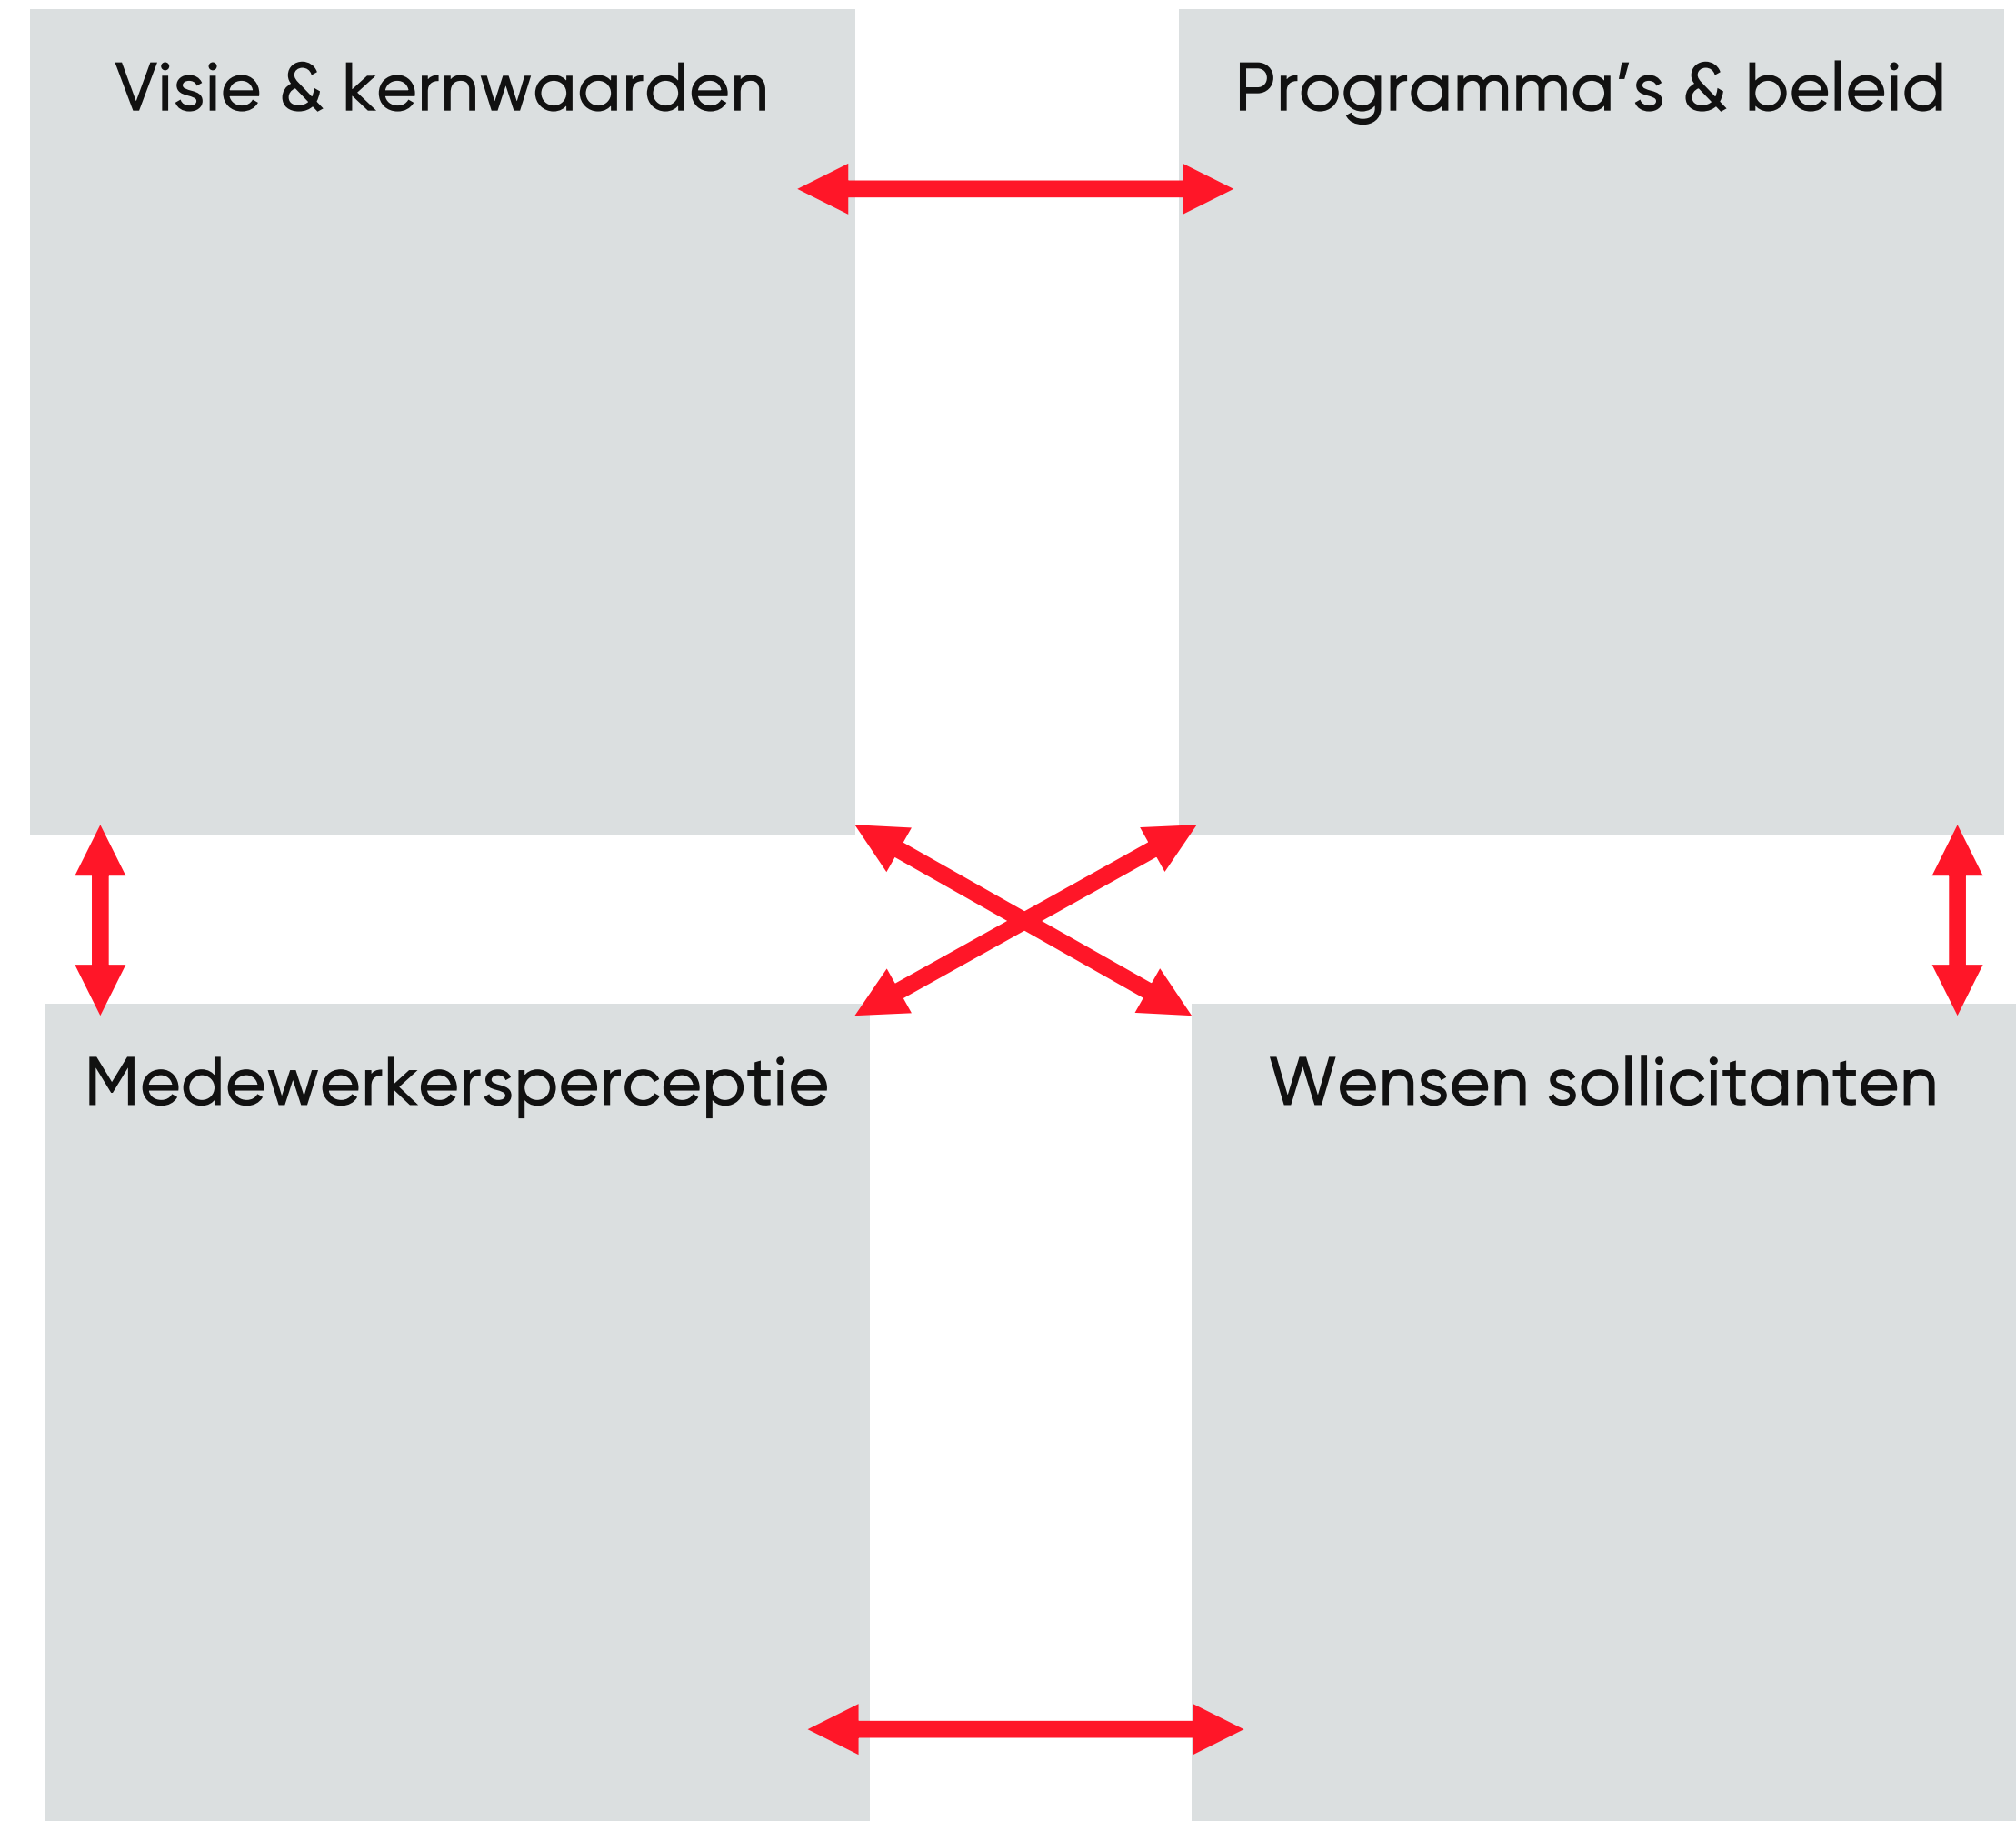 Visie & kernwaarden
Programma's & beleid
Medewerkersperceptie
Wensen sollicitanten